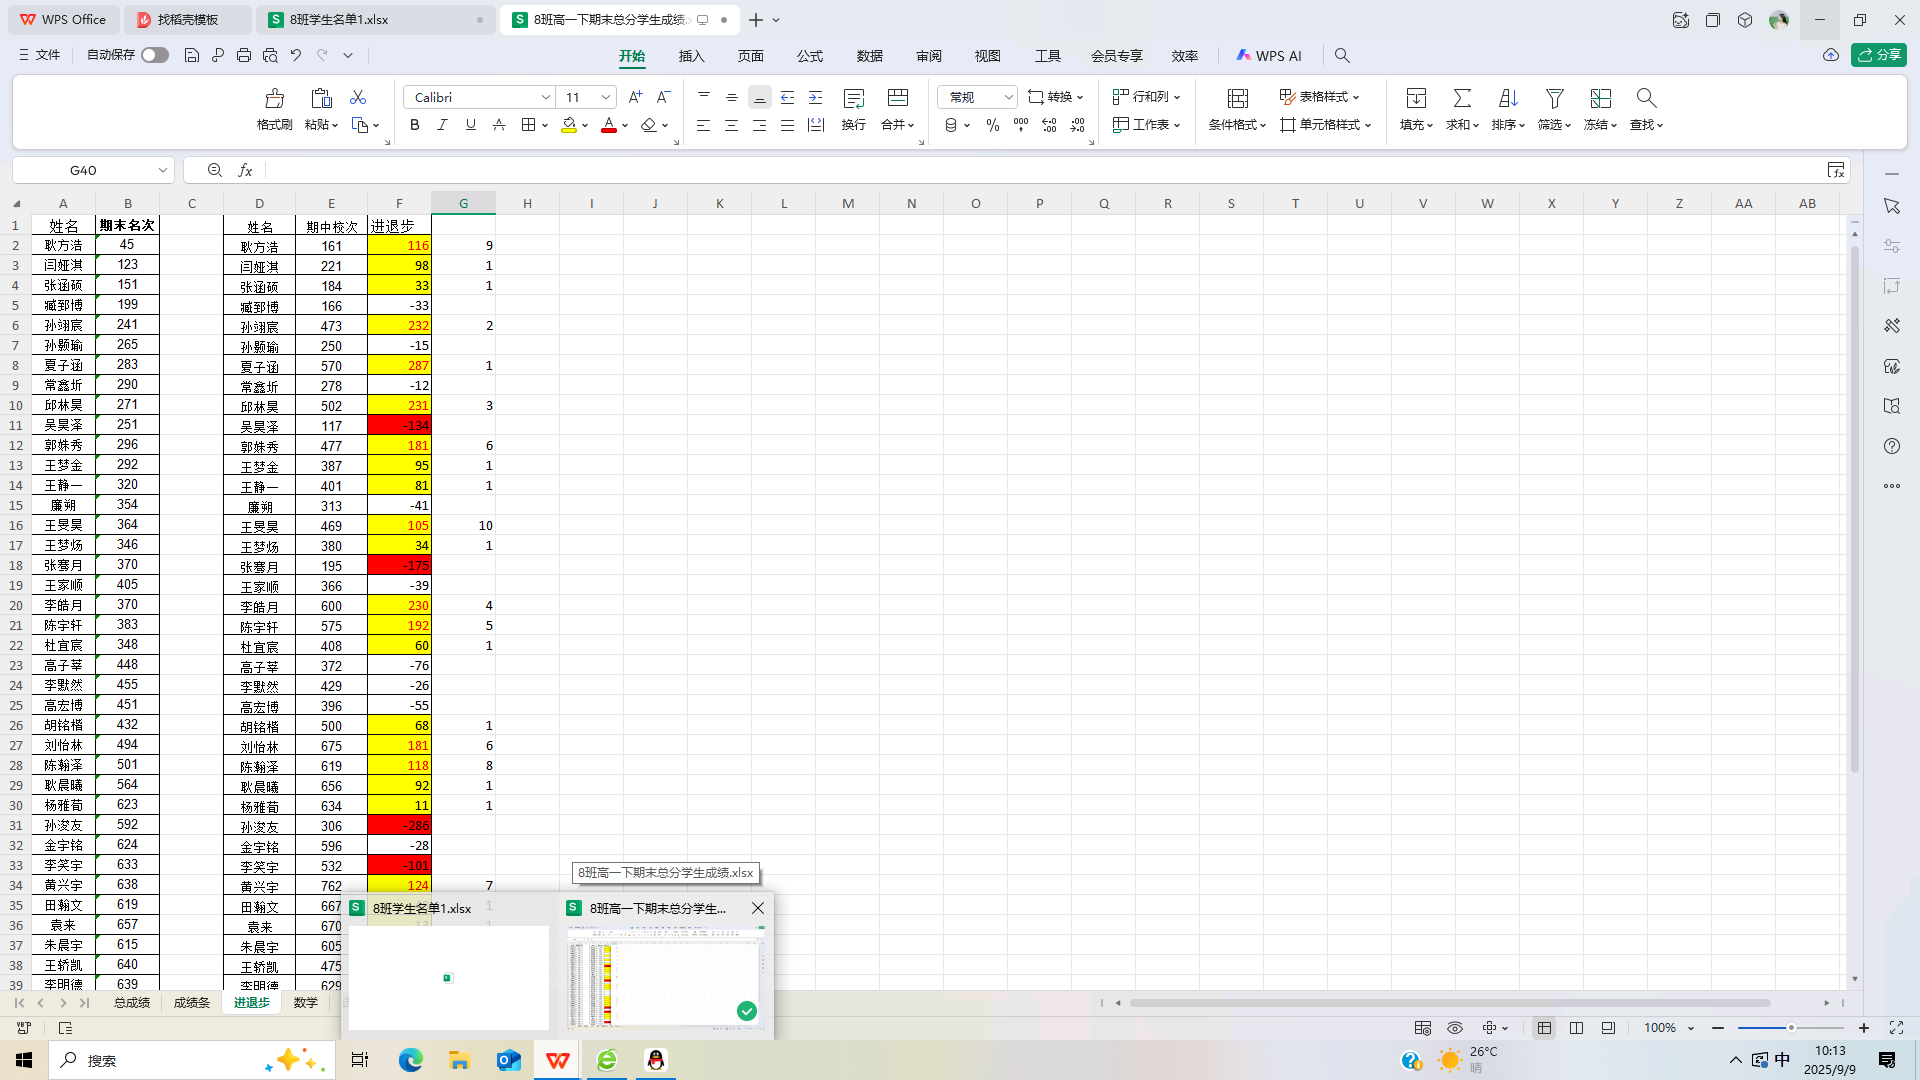 WPS Office 找稻壳模板 8班学生名单1.xlsx 8班高一下期末总分学生成绩.
文件 自动保存 开始 插入 页面 公式 数据 审阅 视图 工具 会员专享 效率 WPS AI 分享
Calibri 11 常规 转换 行和列 表格样式
格式刷 粘贴 换行 合并 工作表 条件格式 单元格样式 填充 求和 排序 筛选 冻结 查找
G40
A B C D E F G H I J K L M N O P Q R S T U V W X Y Z AA AB
1 姓名 期末名次 姓名 期中校次 进退步
2 耿方浩 45 耿方浩 161 116 9
3 闫娅淇 123 闫娅淇 221 98 1
4 张涵硕 151 张涵硕 184 33 1
5 臧郅博 199 臧郅博 166 -33
6 孙翊宸 241 孙翊宸 473 232 2
7 孙颢瑜 265 孙颢瑜 250 -15
8 夏子涵 283 夏子涵 570 287 1
9 常鑫圻 290 常鑫圻 278 -12
10 邱林昊 271 邱林昊 502 231 3
11 吴昊泽 251 吴昊泽 117 -134
12 郭姝秀 296 郭姝秀 477 181 6
13 王梦金 292 王梦金 387 95 1
14 王静一 320 王静一 401 81 1
15 廉朔 354 廉朔 313 -41
16 王旻昊 364 王旻昊 469 105 10
17 王梦炀 346 王梦炀 380 34 1
18 张骞月 370 张骞月 195 -175
19 王家顺 405 王家顺 366 -39
20 李皓月 370 李皓月 600 230 4
21 陈宇轩 383 陈宇轩 575 192 5
22 杜宜宸 348 杜宜宸 408 60 1
23 高子莘 448 高子莘 372 -76
24 李默然 455 李默然 429 -26
25 高宏博 451 高宏博 396 -55
26 胡铭楷 432 胡铭楷 500 68 1
27 刘怡林 494 刘怡林 675 181 6
28 陈瀚泽 501 陈瀚泽 619 118 8
29 耿晨曦 564 耿晨曦 656 92 1
30 杨雅荀 623 杨雅荀 634 11 1
31 孙浚友 592 孙浚友 306 -286
32 金宇铭 624 金宇铭 596 -28
33 李笑宇 633 李笑宇 532 -101
8班高一下期末总分学生成绩.xlsx
34 黄兴宇 638 黄兴宇 762 124 7
35 田瀚文 619 田瀚文 667 1
8班学生名单1.xlsx 8班高一下期末总分学生...
36 袁来 657 袁来 670
37 朱晨宇 615 朱晨宇 605
38 王轿凯 640 王轿凯 475
39 李明德 639 李明德 629
总成绩 成绩条 进退步 数学
100%
搜索 26°C 晴 中 10:13
2025/9/9